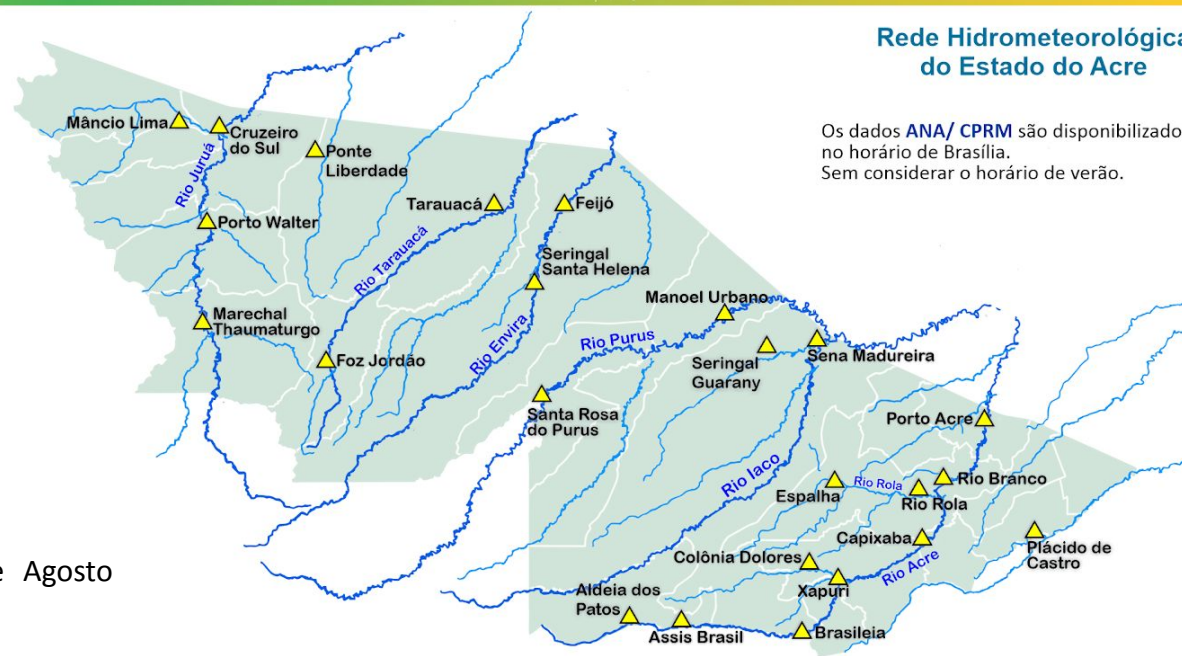 Rede Hidrometeorológica
do Estado do Acre
Os dados ANA/ CPRM são disponibilizado
no horário de Brasília.
Sem considerar o horário de verão.
Mâncio Lima
Cruzeiro
do Sul
Ponte
Liberdade
Rio Juruá
Porto Walter
Tarauacá
Feijó
Rio Tarauacá
Seringal
Santa Helena
Marechal
Thaumaturgo
Foz Jordão
Rio Envira
Manoel Urbano
Rio Purus
Seringal
Guarany
Sena Madureira
Santa Rosa
do Purus
Porto Acre
Rio Iaco
Espalha
Rio Rola
Rio Rola
Rio Branco
Capixaba
Plácido de
Castro
Colônia Dolores
Rio Acre
Xapuri
Aldeia dos
Patos
Assis Brasil
Brasileia
Agosto